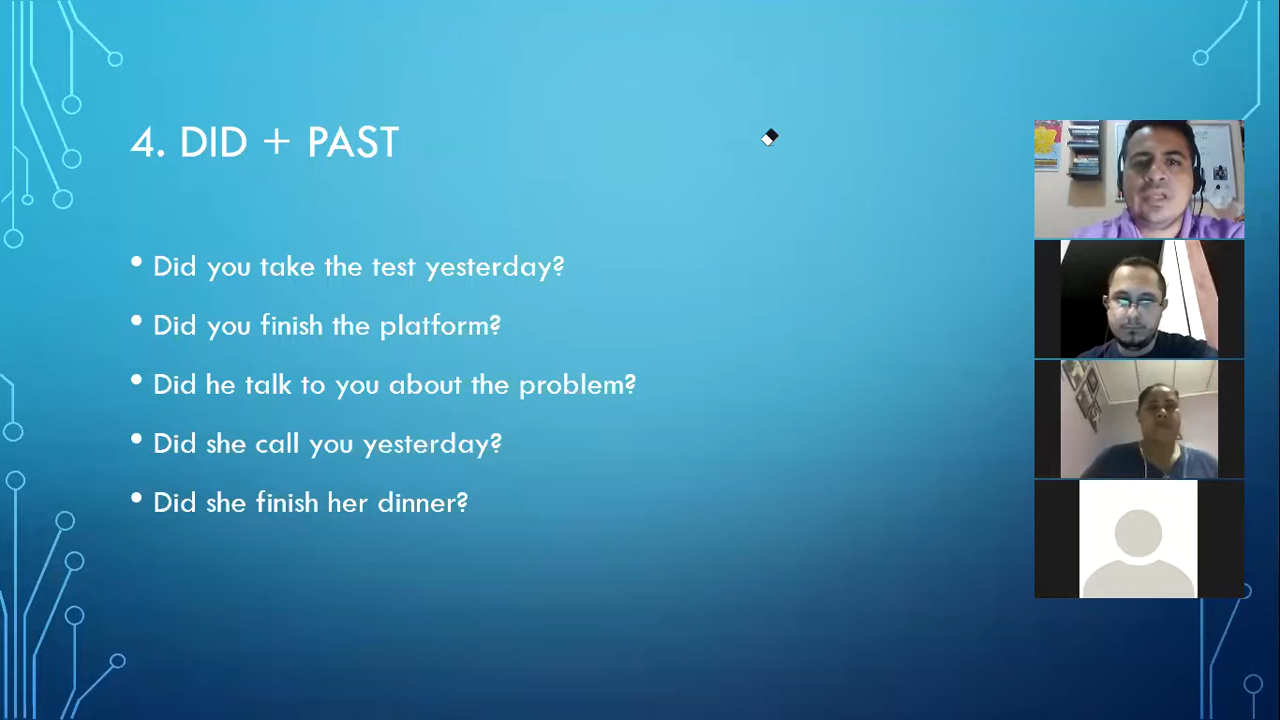 4. DID + PAST
• Did you take the test yesterday?
• Did you finish the platform?
• Did he talk to you about the problem?
• Did she call you yesterday?
• Did she finish her dinner?